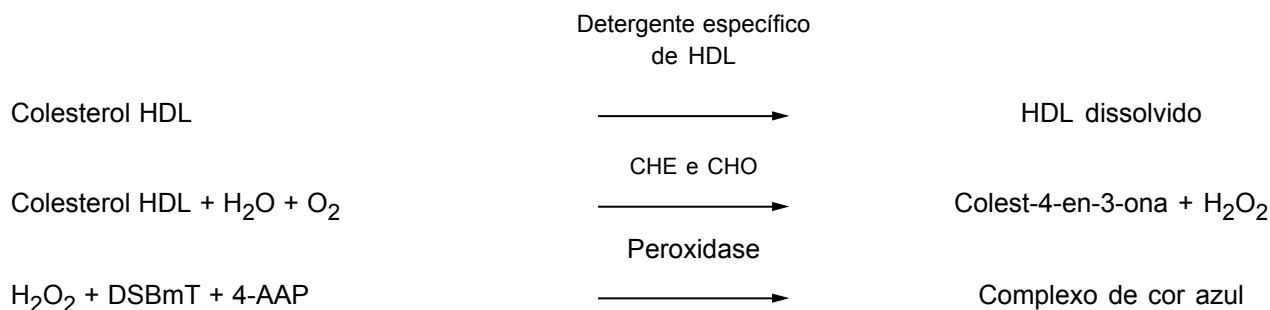 Detergente específico
de HDL
Colesterol HDL HDL dissolvido
CHE e CHO
Colesterol HDL + H₂O + O₂ Colest-4-en-3-ona + H₂O₂
Peroxidase
H₂O₂ + DSBmT + 4-AAP Complexo de cor azul